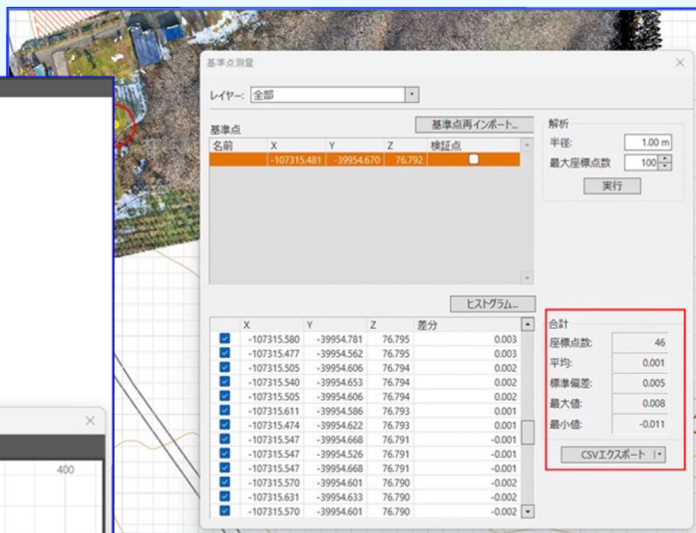 基準点測量
レイヤー: 全部
基準点
基準点再インポート...
名前 X Y Z 検証点
-107315.481 -39954.670 76.792
解析
半径: 1.00 m
最大座標点数 100
実行
ヒストグラム...
X Y Z 差分
-107315.580 -39954.781 76.795 0.003
-107315.477 -39954.562 76.795 0.003
-107315.505 -39954.606 76.794 0.002
-107315.540 -39954.653 76.794 0.002
-107315.505 -39954.606 76.794 0.002
-107315.611 -39954.586 76.793 0.001
-107315.474 -39954.622 76.793 0.001
-107315.547 -39954.668 76.791 -0.001
-107315.547 -39954.526 76.791 -0.001
-107315.547 -39954.668 76.791 -0.001
-107315.570 -39954.601 76.790 -0.002
-107315.631 -39954.633 76.790 -0.002
-107315.570 -39954.601 76.790 -0.002
合計
座標点数: 46
平均: 0.001
標準偏差: 0.005
最大値: 0.008
最小値: -0.011
CSVエクスポート
400